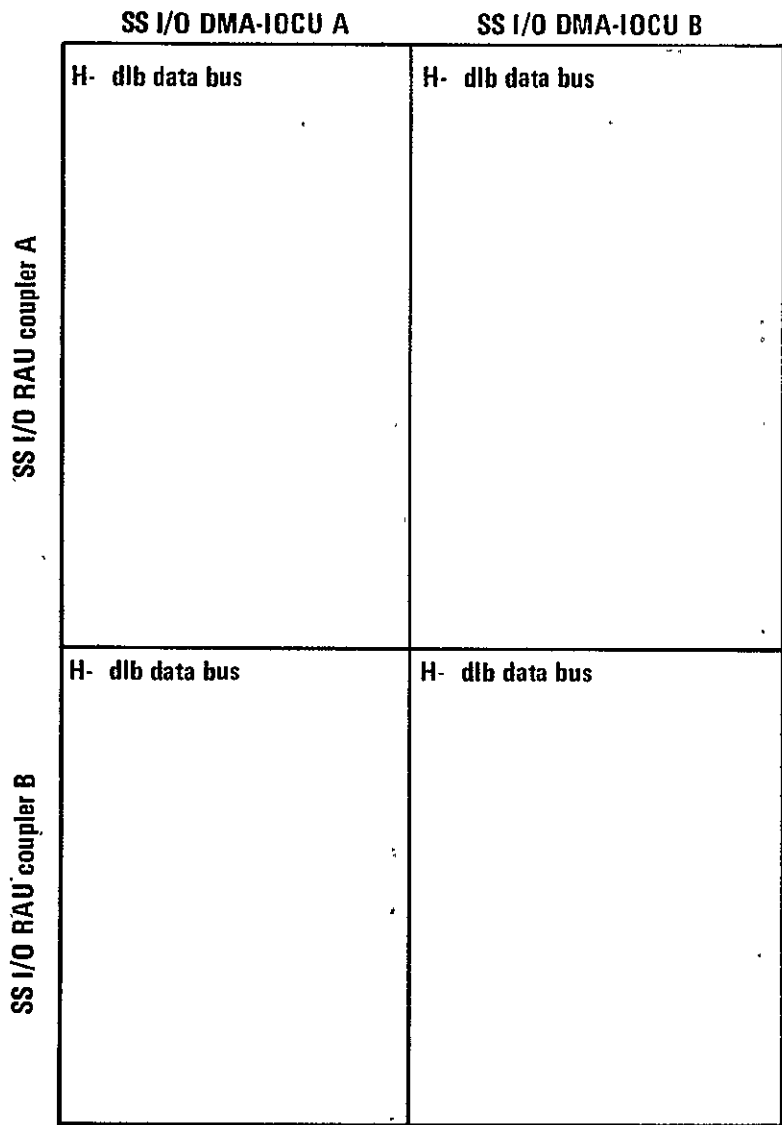 SS I/O DMA-IOCU A SS I/O DMA-IOCU B
SS I/O RAU coupler A
H- dlb data bus H- dlb data bus
SS I/O RAU coupler B
H- dlb data bus H- dlb data bus